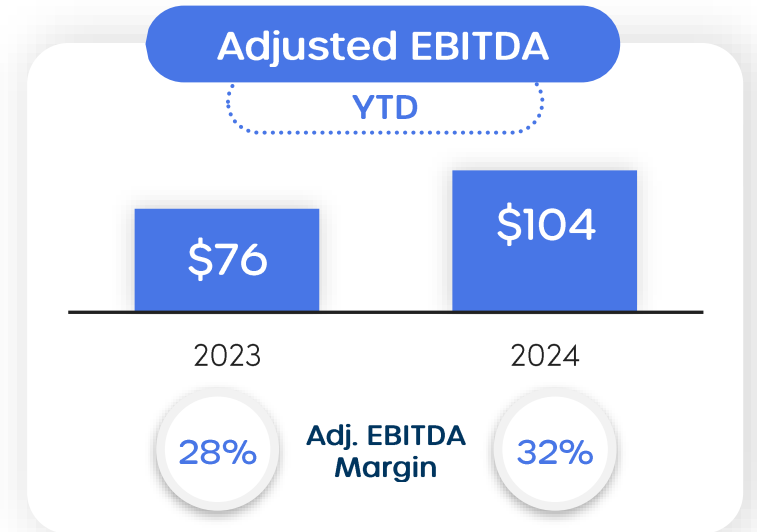 Adjusted EBITDA
YTD
$76
$104
2023
2024
28%
Adj. EBITDA
Margin
32%